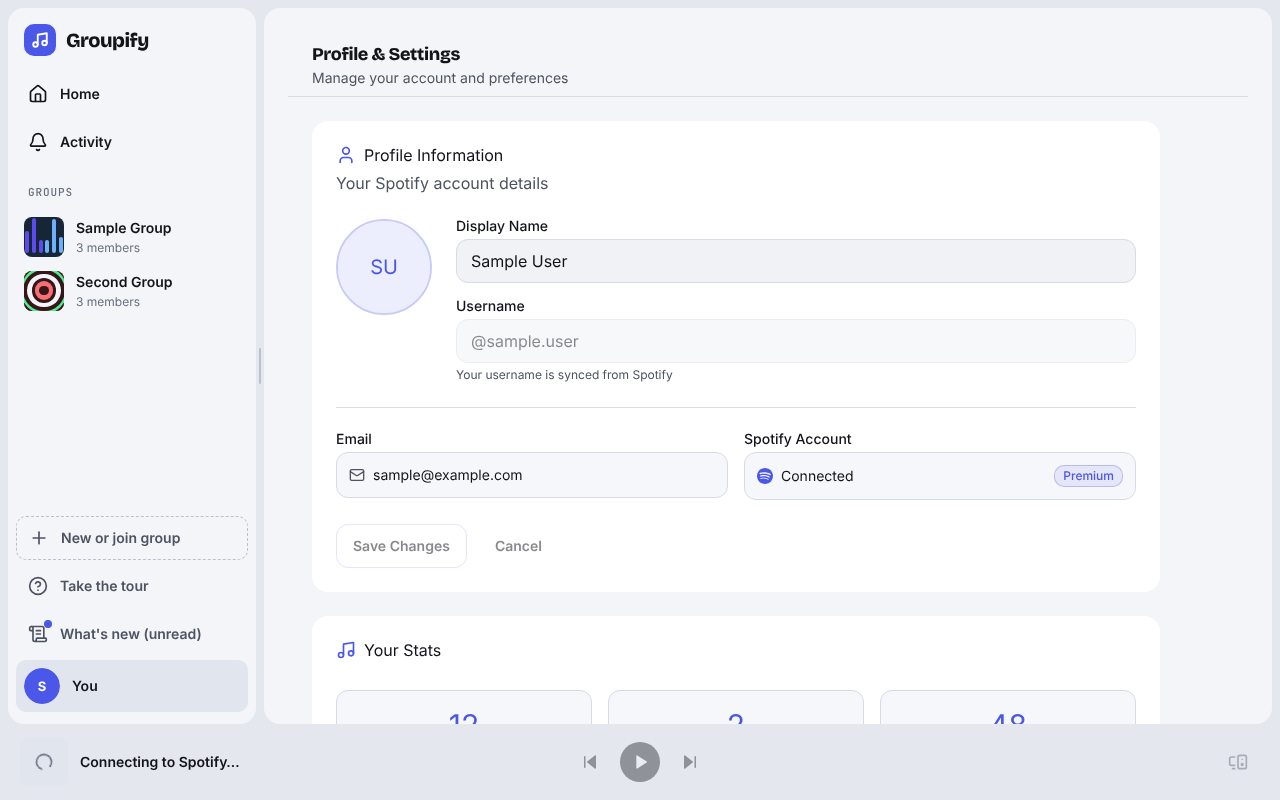 Groupify
Home
Activity
GROUPS
Sample Group
3 members
Second Group
3 members
New or join group
Take the tour
What's new (unread)
S
You
Profile & Settings
Manage your account and preferences
Profile Information
Your Spotify account details
SU
Display Name
Sample User
Username
@sample.user
Your username is synced from Spotify
Email
sample@example.com
Spotify Account
Connected
Premium
Save Changes
Cancel
Your Stats
Connecting to Spotify...